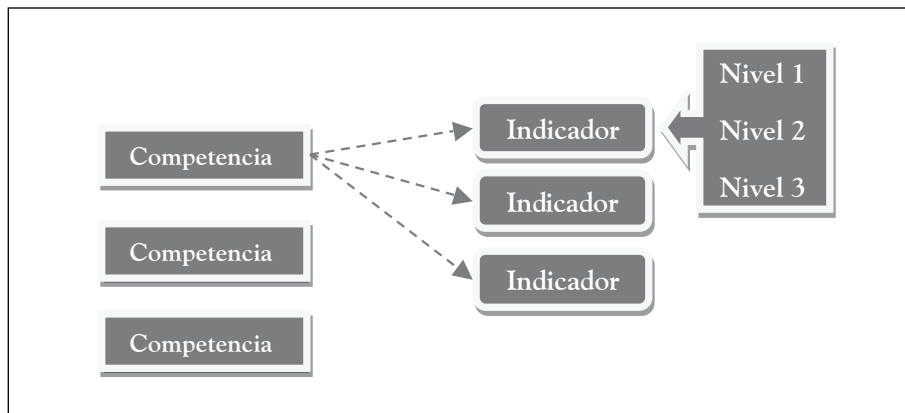 Competencia
Competencia
Competencia
Indicador
Indicador
Indicador
Nivel 1
Nivel 2
Nivel 3